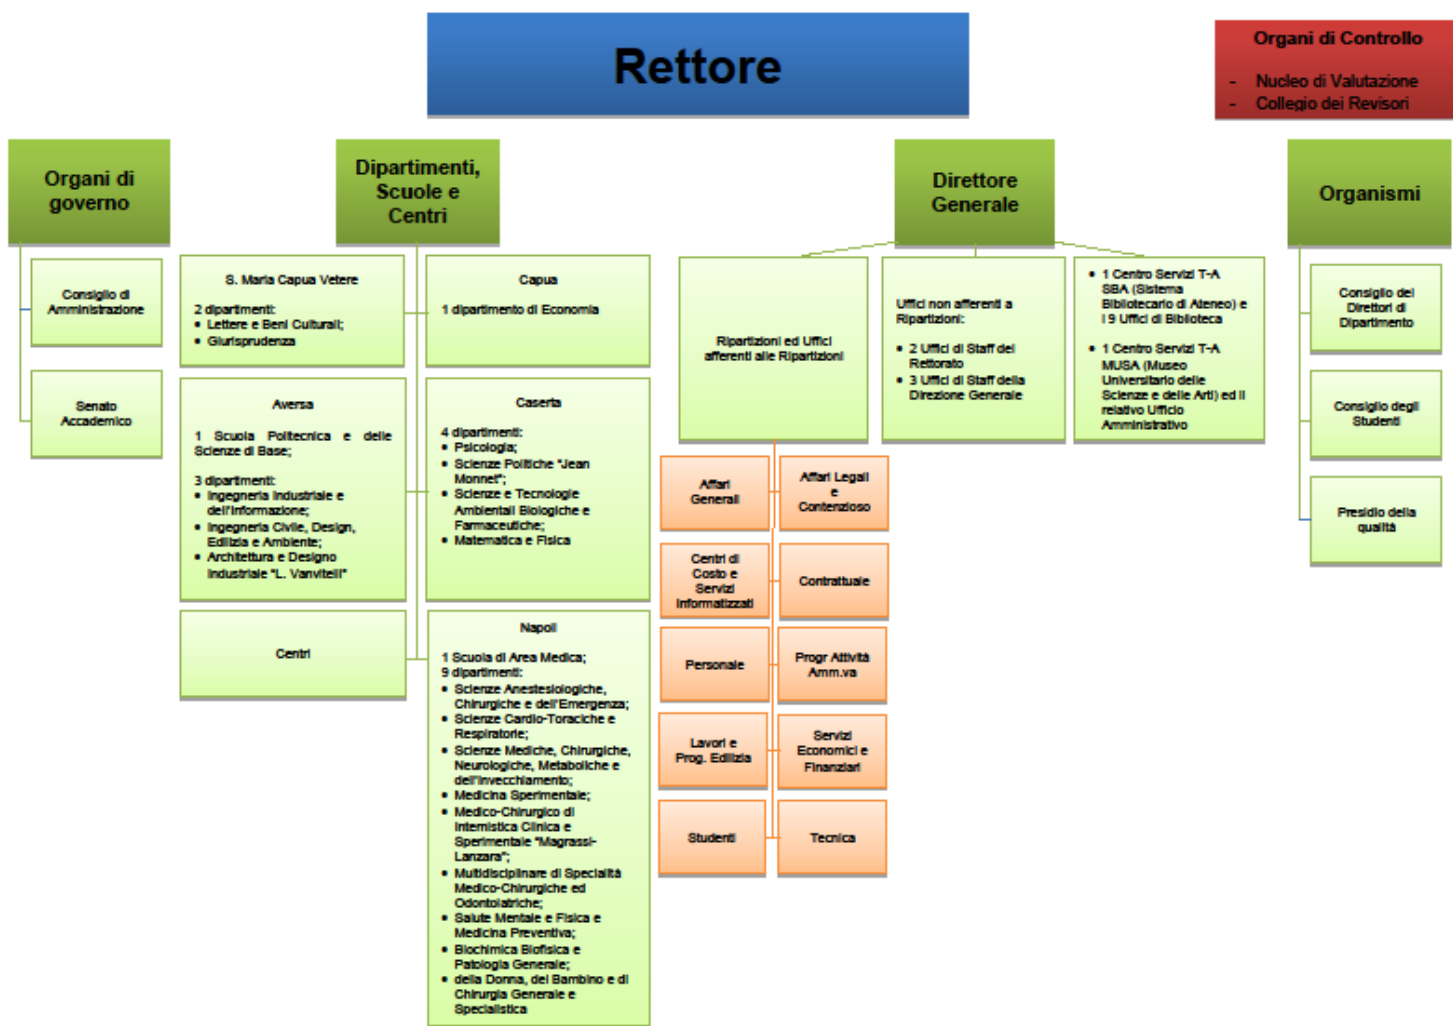 Rettore
Organi di Controllo
- Nucleo di Valutazione
- Collegio dei Revisori
Organi di
governo
Dipartimenti,
Scuole e
Centri
Direttore
Generale
Organismi
Consiglio di
Amministrazione
Senato
Accademico
S. Maria Capua Vetere
2 dipartimenti:
• Lettere e Beni Culturali;
• Giurisprudenza
Capua
1 dipartimento di Economia
Aversa
1 Scuola Politecnica e delle
Scienze di Base;
3 dipartimenti:
• Ingegneria Industriale e
dell'Informazione;
• Ingegneria Civile, Design,
Edilizia e Ambiente;
• Architettura e Designo
Industriale "L. Vanvitelli"
Caserta
4 dipartimenti:
• Psicologia;
• Scienze Politiche "Jean
Monnet";
• Scienze e Tecnologie
Ambientali Biologiche e
Farmaceutiche;
• Matematica e Fisica
Centri
Napoli
1 Scuola di Area Medica;
9 dipartimenti:
• Scienze Anestesiologiche,
Chirurgiche e dell'Emergenza;
• Scienze Cardio-Toraciche e
Respiratorie;
• Scienze Mediche, Chirurgiche,
Neurologiche, Metaboliche e
dell'Invecchiamento;
• Medicina Sperimentale;
• Medico-Chirurgico di
Internistica Clinica e
Sperimentale "Magrassi-
Lanzara";
• Multidisciplinare di Specialità
Medico-Chirurgiche ed
Odontoiatriche;
• Salute Mentale e Fisica e
Medicina Preventiva;
• Biochimica Biofisica e
Patologia Generale;
• della Donna, del Bambino e di
Chirurgia Generale e
Specialistica
Ripartizioni ed Uffici
afferenti alle Ripartizioni
Uffici non afferenti a
Ripartizioni:
• 2 Uffici di Staff del
Rettorato
• 3 Uffici di Staff della
Direzione Generale
• 1 Centro Servizi T-A
SBA (Sistema
Bibliotecario di Ateneo) e
i 9 Uffici di Biblioteca
• 1 Centro Servizi T-A
MUSA (Museo
Universitario delle
Scienze e delle Arti) ed il
relativo Ufficio
Amministrativo
Affari
Generali
Affari Legali
e
Contenzioso
Centri di
Costo e
Servizi
Informatizzati
Contrattuale
Personale
Progr Attività
Amm.va
Lavori e
Prog. Edilizia
Servizi
Economici e
Finanziari
Studenti
Tecnica
Consiglio dei
Direttori di
Dipartimento
Consiglio degli
Studenti
Presidio della
qualità